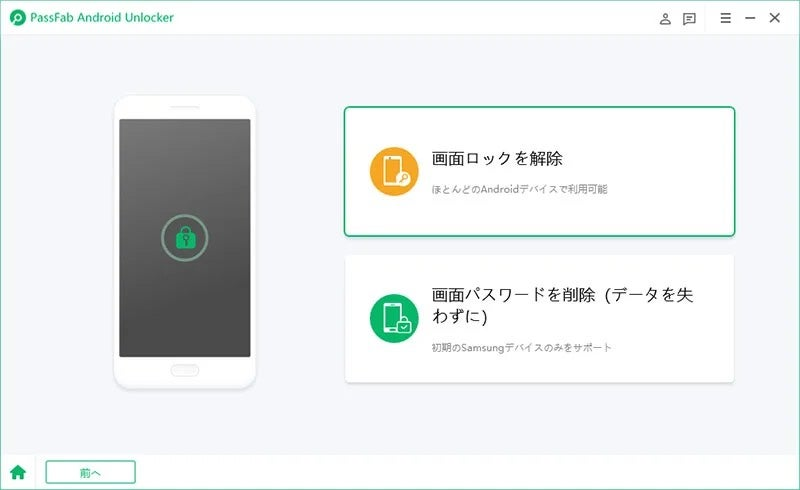 PassFab Android Unlocker
画面ロックを解除
ほとんどのAndroidデバイスで利用可能
画面パスワードを削除（データを失
わずに）
初期のSamsungデバイスのみをサポート
前へ